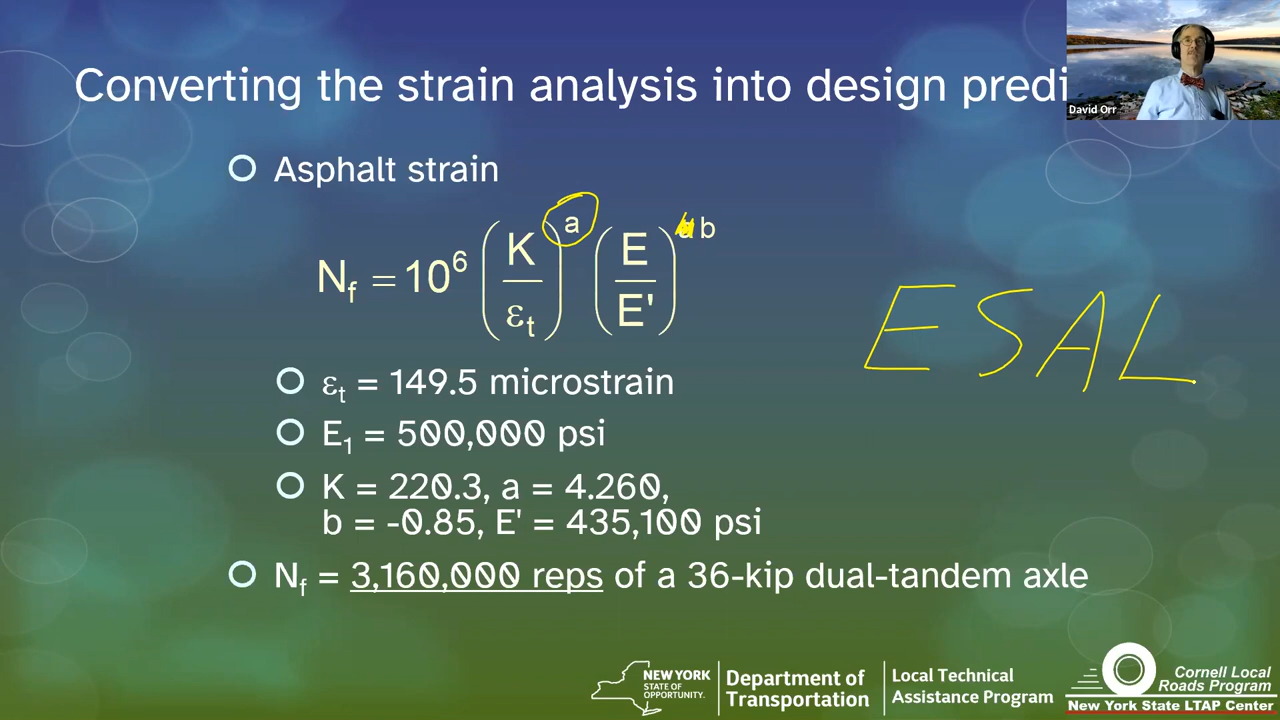 Converting the strain analysis into design predi
David Orr
Asphalt strain
N_f = 10^6 (K/ε_t)^a (E/E')^b
ESAL
ε_t = 149.5 microstrain
E_1 = 500,000 psi
K = 220.3, a = 4.260,
b = -0.85, E' = 435,100 psi
N_f = 3,160,000 reps of a 36-kip dual-tandem axle
NEW YORK
STATE OF
OPPORTUNITY.
Department of
Transportation
Local Technical
Assistance Program
Cornell Local
Roads Program
New York State LTAP Center